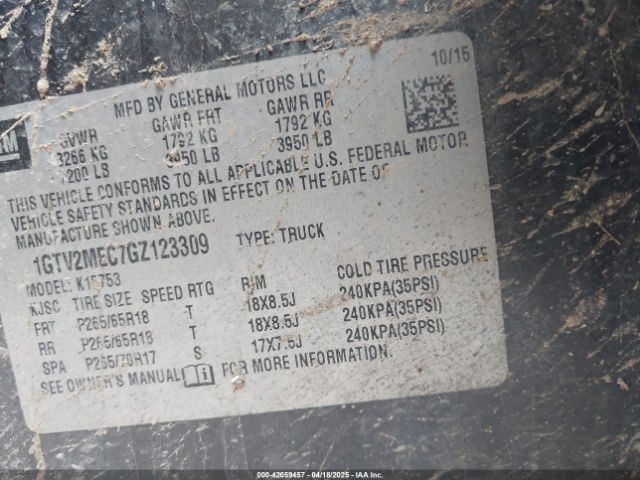 10/15
MFD BY GENERAL MOTORS LLC
GM
GVWR GAWR FRT GAWR RR
3266 KG 1792 KG 1792 KG
7200 LB 3950 LB 3950 LB
THIS VEHICLE CONFORMS TO ALL APPLICABLE U.S. FEDERAL MOTOR
VEHICLE SAFETY STANDARDS IN EFFECT ON THE DATE OF
MANUFACTURE SHOWN ABOVE.
1GTV2MEC7GZ123309 TYPE: TRUCK
MODEL: K15753
KJSC TIRE SIZE SPEED RTG RIM COLD TIRE PRESSURE
FRT P265/65R18 T 18X8.5J 240KPA(35PSI)
RR P265/65R18 T 18X8.5J 240KPA(35PSI)
SPA P255/70R17 S 17X7.5J 240KPA(35PSI)
SEE OWNER'S MANUAL FOR MORE INFORMATION.
000-42059457 - 04/18/2025 - IAA Inc.